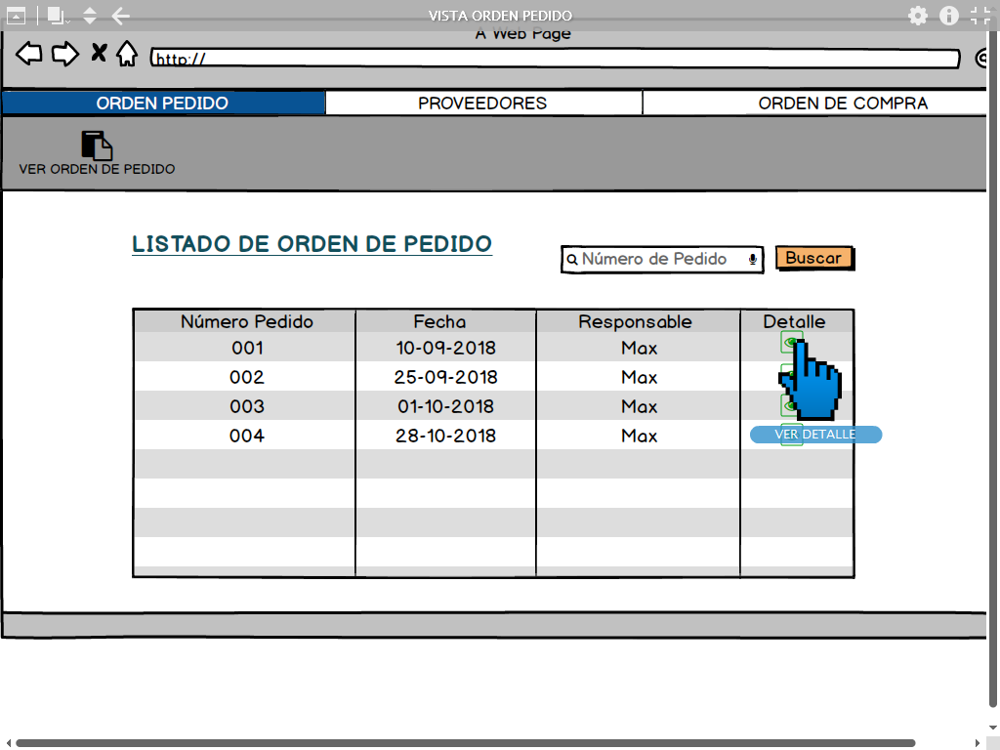 VISTA ORDEN PEDIDO
A Web Page
http://
ORDEN PEDIDO PROVEEDORES ORDEN DE COMPRA
VER ORDEN DE PEDIDO
LISTADO DE ORDEN DE PEDIDO
Número de Pedido Buscar
Número Pedido Fecha Responsable Detalle
001 10-09-2018 Max
002 25-09-2018 Max
003 01-10-2018 Max
004 28-10-2018 Max
VER DETALLE